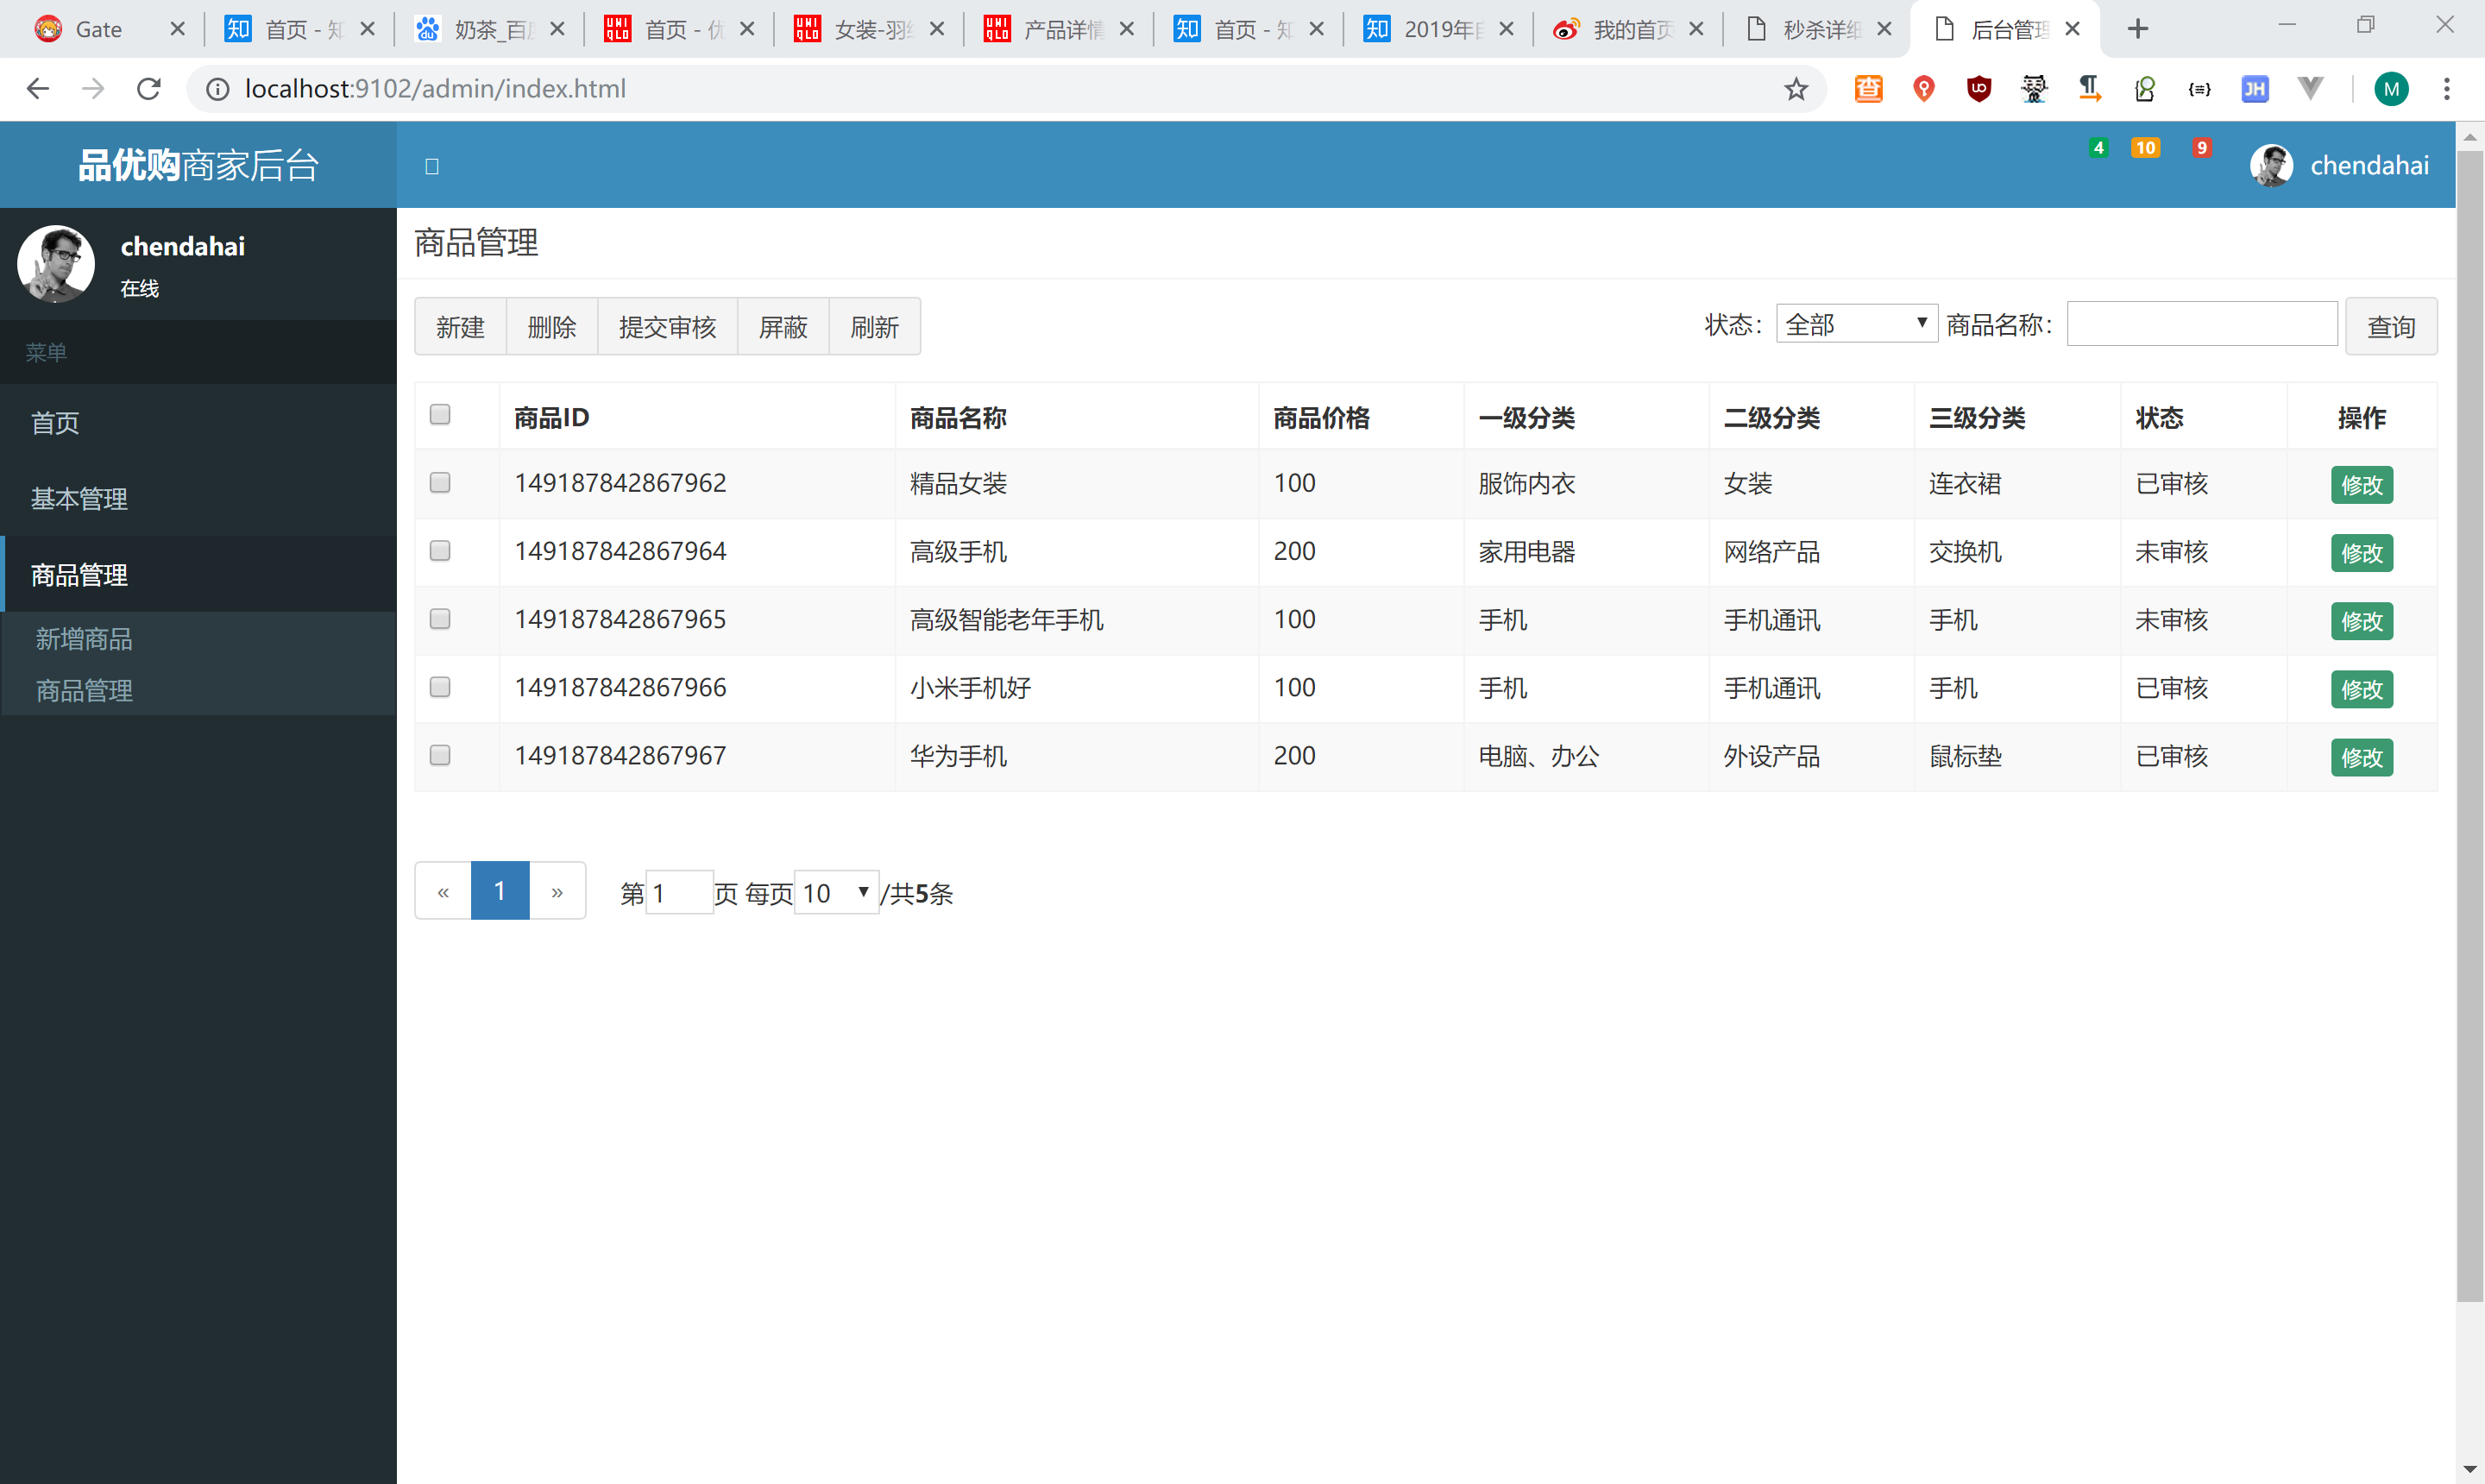 Gate 首页 - 知 奶茶_百度 首页 - 优 女装-羽绒 产品详情 首页 - 知 2019年自 我的首页 秒杀详细 后台管理
localhost:9102/admin/index.html
品优购商家后台
4 10 9 chendahai
chendahai
在线
菜单
首页
基本管理
商品管理
新增商品
商品管理
商品管理
新建 删除 提交审核 屏蔽 刷新 状态： 全部 商品名称： 查询
商品ID 商品名称 商品价格 一级分类 二级分类 三级分类 状态 操作
149187842867962 精品女装 100 服饰内衣 女装 连衣裙 已审核 修改
149187842867964 高级手机 200 家用电器 网络产品 交换机 未审核 修改
149187842867965 高级智能老年手机 100 手机 手机通讯 手机 未审核 修改
149187842867966 小米手机好 100 手机 手机通讯 手机 已审核 修改
149187842867967 华为手机 200 电脑、办公 外设产品 鼠标垫 已审核 修改
« 1 » 第 1 页 每页 10 /共5条